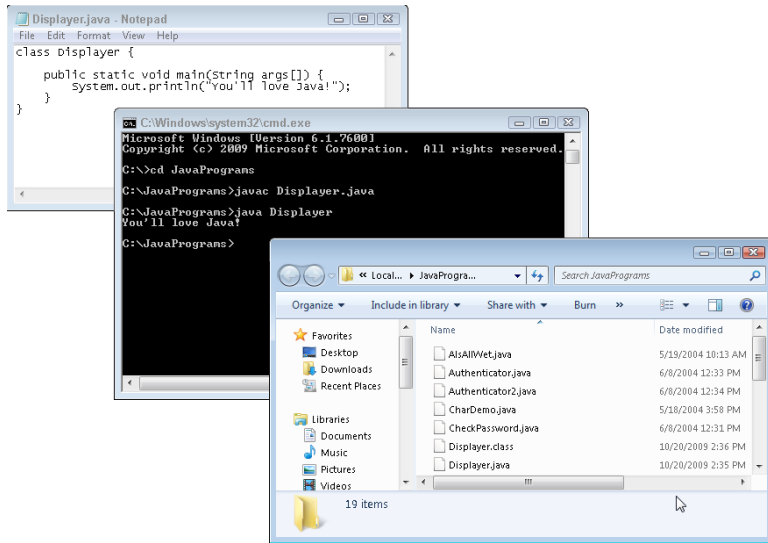 Displayer.java - Notepad
File Edit Format View Help
class Displayer {
public static void main(String args[]) {
System.out.println("You'll love Java!");
}
}
C:\Windows\system32\cmd.exe
Microsoft Windows [Version 6.1.7600]
Copyright (c) 2009 Microsoft Corporation. All rights reserved.
C:\>cd JavaPrograms
C:\JavaPrograms>javac Displayer.java
C:\JavaPrograms>java Displayer
You'll love Java!
C:\JavaPrograms>
« Local... JavaProgra... Search JavaPrograms
Organize Include in library Share with Burn »
Favorites
Desktop
Downloads
Recent Places
Libraries
Documents
Music
Pictures
Videos
Name Date modified
AlsAllWet.java 5/19/2004 10:13 AM
Authenticator.java 6/8/2004 12:33 PM
Authenticator2.java 6/8/2004 12:34 PM
CharDemo.java 5/18/2004 3:58 PM
CheckPassword.java 6/8/2004 12:31 PM
Displayer.class 10/20/2009 2:36 PM
Displayer.java 10/20/2009 2:35 PM
19 items